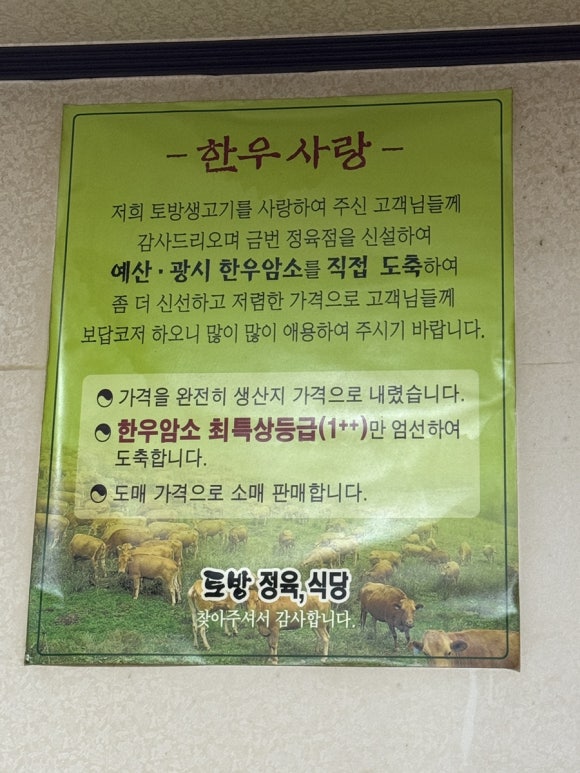 - 한우사랑 -
저희 토방생고기를 사랑하여 주신 고객님들께
감사드리오며 금번 정육점을 신설하여
예산·광시 한우암소를 직접 도축하여
좀 더 신선하고 저렴한 가격으로 고객님들께
보답코저 하오니 많이 많이 애용하여 주시기 바랍니다.
가격을 완전히 생산지 가격으로 내렸습니다.
한우암소 최특상등급(1++)만 엄선하여
도축합니다.
도매 가격으로 소매 판매합니다.
토방 정육,식당
찾아주셔서 감사합니다.